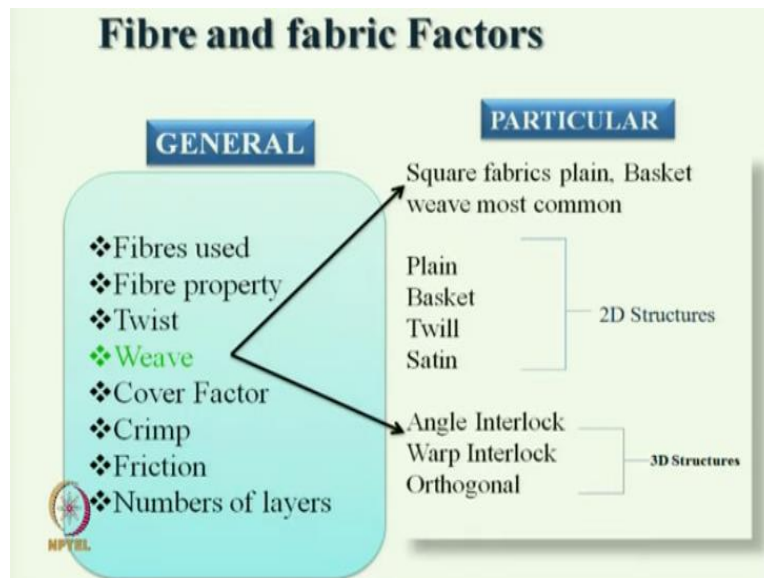 Fibre and fabric Factors
GENERAL
❖Fibres used
❖Fibre property
❖Twist
❖Weave
❖Cover Factor
❖Crimp
❖Friction
❖Numbers of layers
NPTEL
PARTICULAR
Square fabrics plain, Basket
weave most common
Plain
Basket
Twill
Satin
2D Structures
Angle Interlock
Warp Interlock
Orthogonal
3D Structures